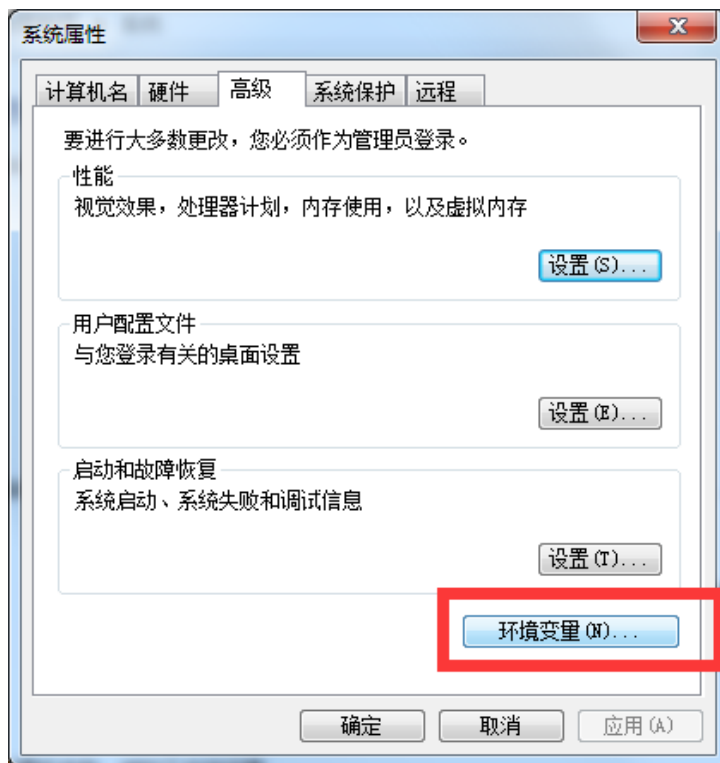 系统属性
计算机名 硬件 高级 系统保护 远程
要进行大多数更改，您必须作为管理员登录。
性能
视觉效果，处理器计划，内存使用，以及虚拟内存
设置(S)...
用户配置文件
与您登录有关的桌面设置
设置(E)...
启动和故障恢复
系统启动、系统失败和调试信息
设置(T)...
环境变量(N)...
确定 取消 应用(A)